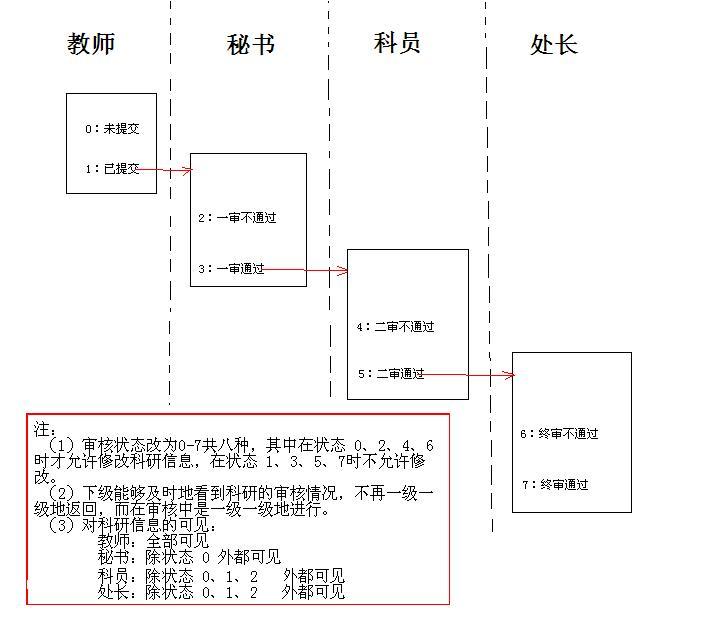 教师 秘书 科员 处长
0：未提交
1：已提交
2：一审不通过
3：一审通过
4：二审不通过
5：二审通过
6：终审不通过
7：终审通过
注：
（1）审核状态改为0-7共八种，其中在状态 0、2、4、6
时才允许修改科研信息，在状态 1、3、5、7时不允许修
改。
（2）下级能够及时地看到科研的审核情况，不再一级一
级地返回，而在审核中是一级一级地进行。
（3）对科研信息的可见：
教师：全部可见
秘书：除状态 0 外都可见
科员：除状态 0、1、2 外都可见
处长：除状态 0、1、2 外都可见